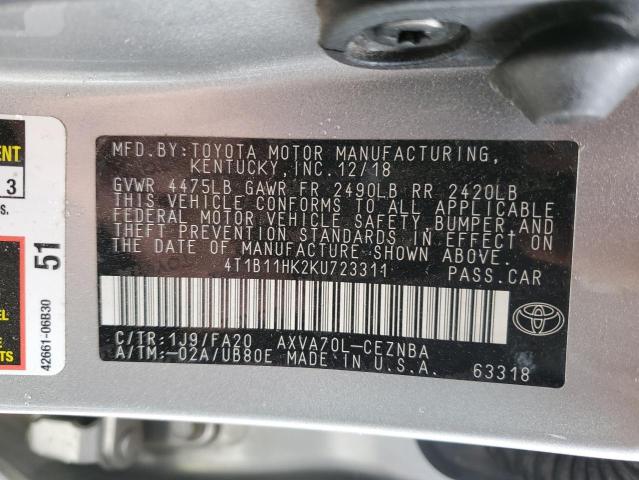 MFD.BY:TOYOTA MOTOR MANUFACTURING,
KENTUCKY,INC.12/18
GVWR 4475LB GAWR FR 2490LB RR 2420LB
THIS VEHICLE CONFORMS TO ALL APPLICABLE
FEDERAL MOTOR VEHICLE SAFETY,BUMPER,AND
THEFT PREVENTION STANDARDS IN EFFECT ON
THE DATE OF MANUFACTURE SHOWN ABOVE.
4T1B11HK2KU723311 PASS.CAR
C/TR:1J9/FA20 AXVA70L-CEZNBA
A/TM:-02A/UB80E MADE IN U.S.A. 63318
51
42661-06B30
3